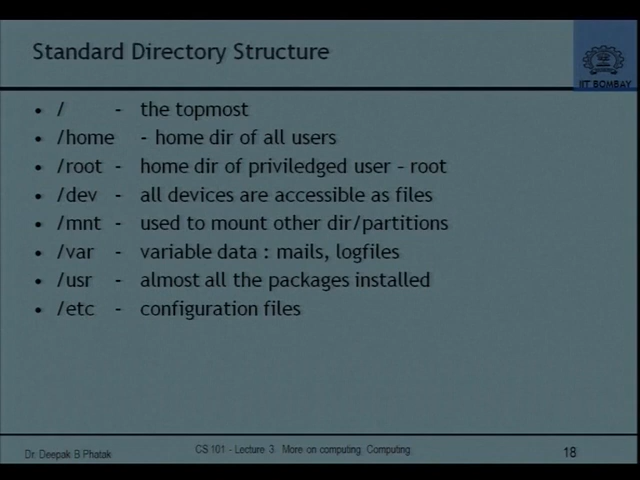 Standard Directory Structure
IIT BOMBAY
• / - the topmost
• /home - home dir of all users
• /root - home dir of priviledged user – root
• /dev - all devices are accessible as files
• /mnt - used to mount other dir/partitions
• /var - variable data : mails, logfiles
• /usr - almost all the packages installed
• /etc - configuration files
Dr. Deepak B Phatak
CS 101 - Lecture 3 More on computing, Computing
18